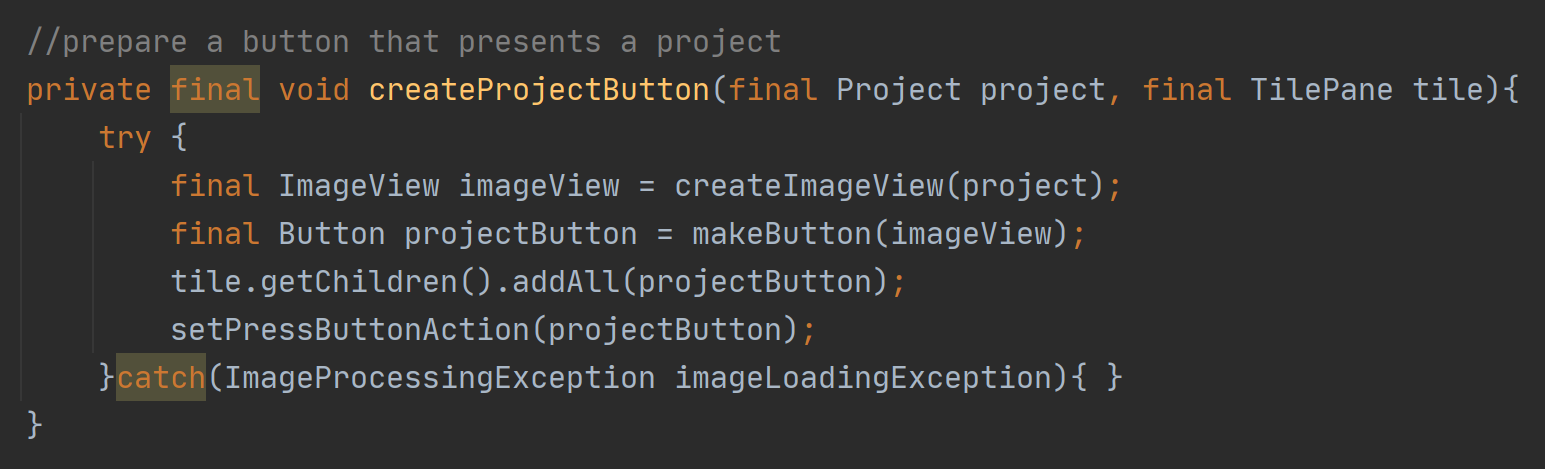 //prepare a button that presents a project
private final void createProjectButton(final Project project, final TilePane tile){
try {
final ImageView imageView = createImageView(project);
final Button projectButton = makeButton(imageView);
tile.getChildren().addAll(projectButton);
setPressButtonAction(projectButton);
}catch(ImageProcessingException imageLoadingException){ }
}